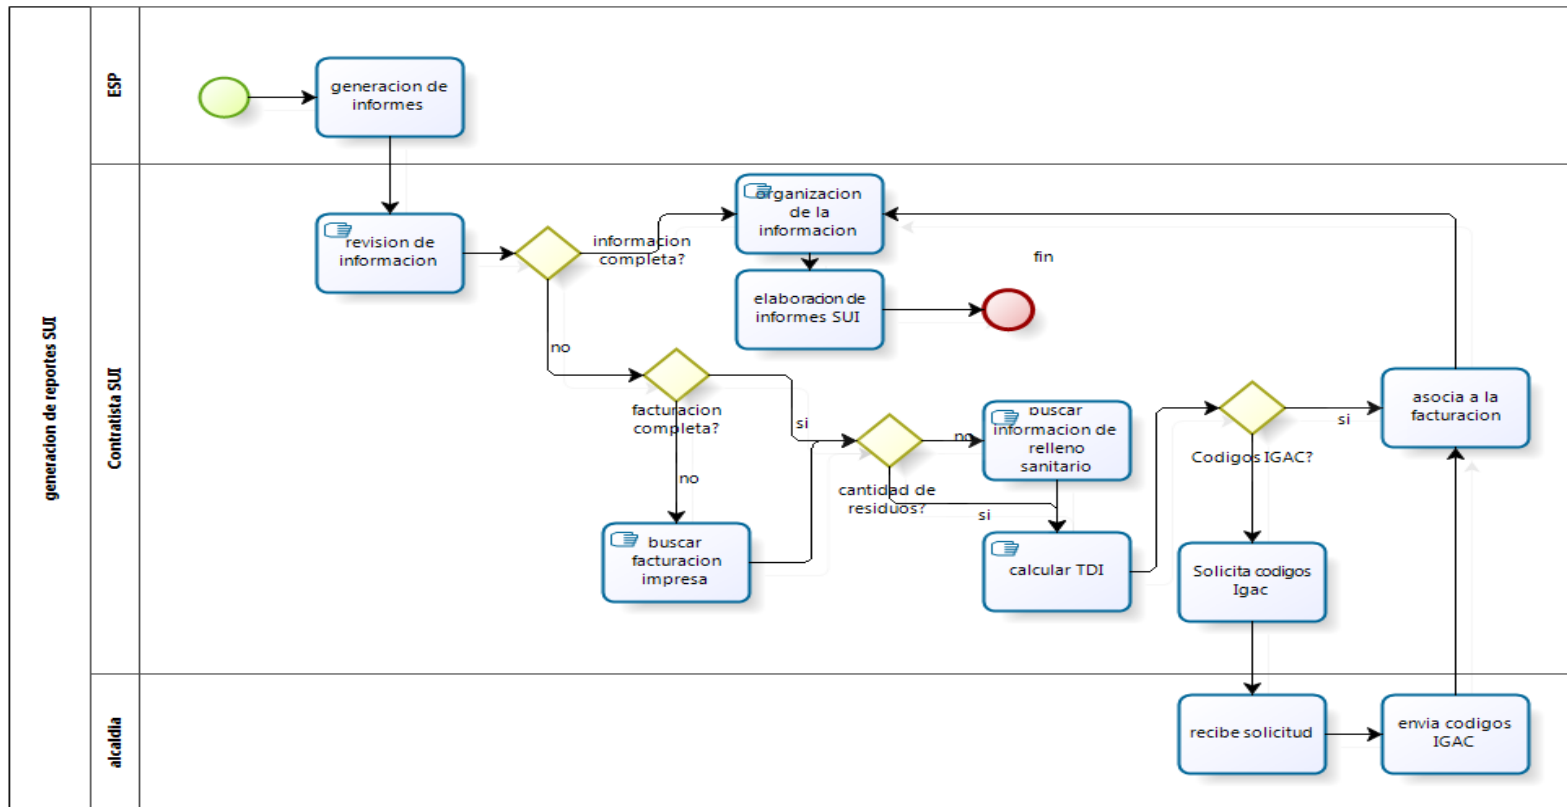 generacion de reportes SUI
ESP
generacion de
informes
Contratista SUI
revision de
informacion
informacion
completa?
organizacion
de la
informacion
elaboracion de
informes SUI
fin
no
facturacion
completa?
si
no
buscar
facturacion
impresa
cantidad de
residuos?
no
si
buscar
informacion de
relleno
sanitario
calcular TDI
Codigos IGAC?
si
asocia a la
facturacion
Solicita codigos
Igac
alcaldia
recibe solicitud
envia codigos
IGAC